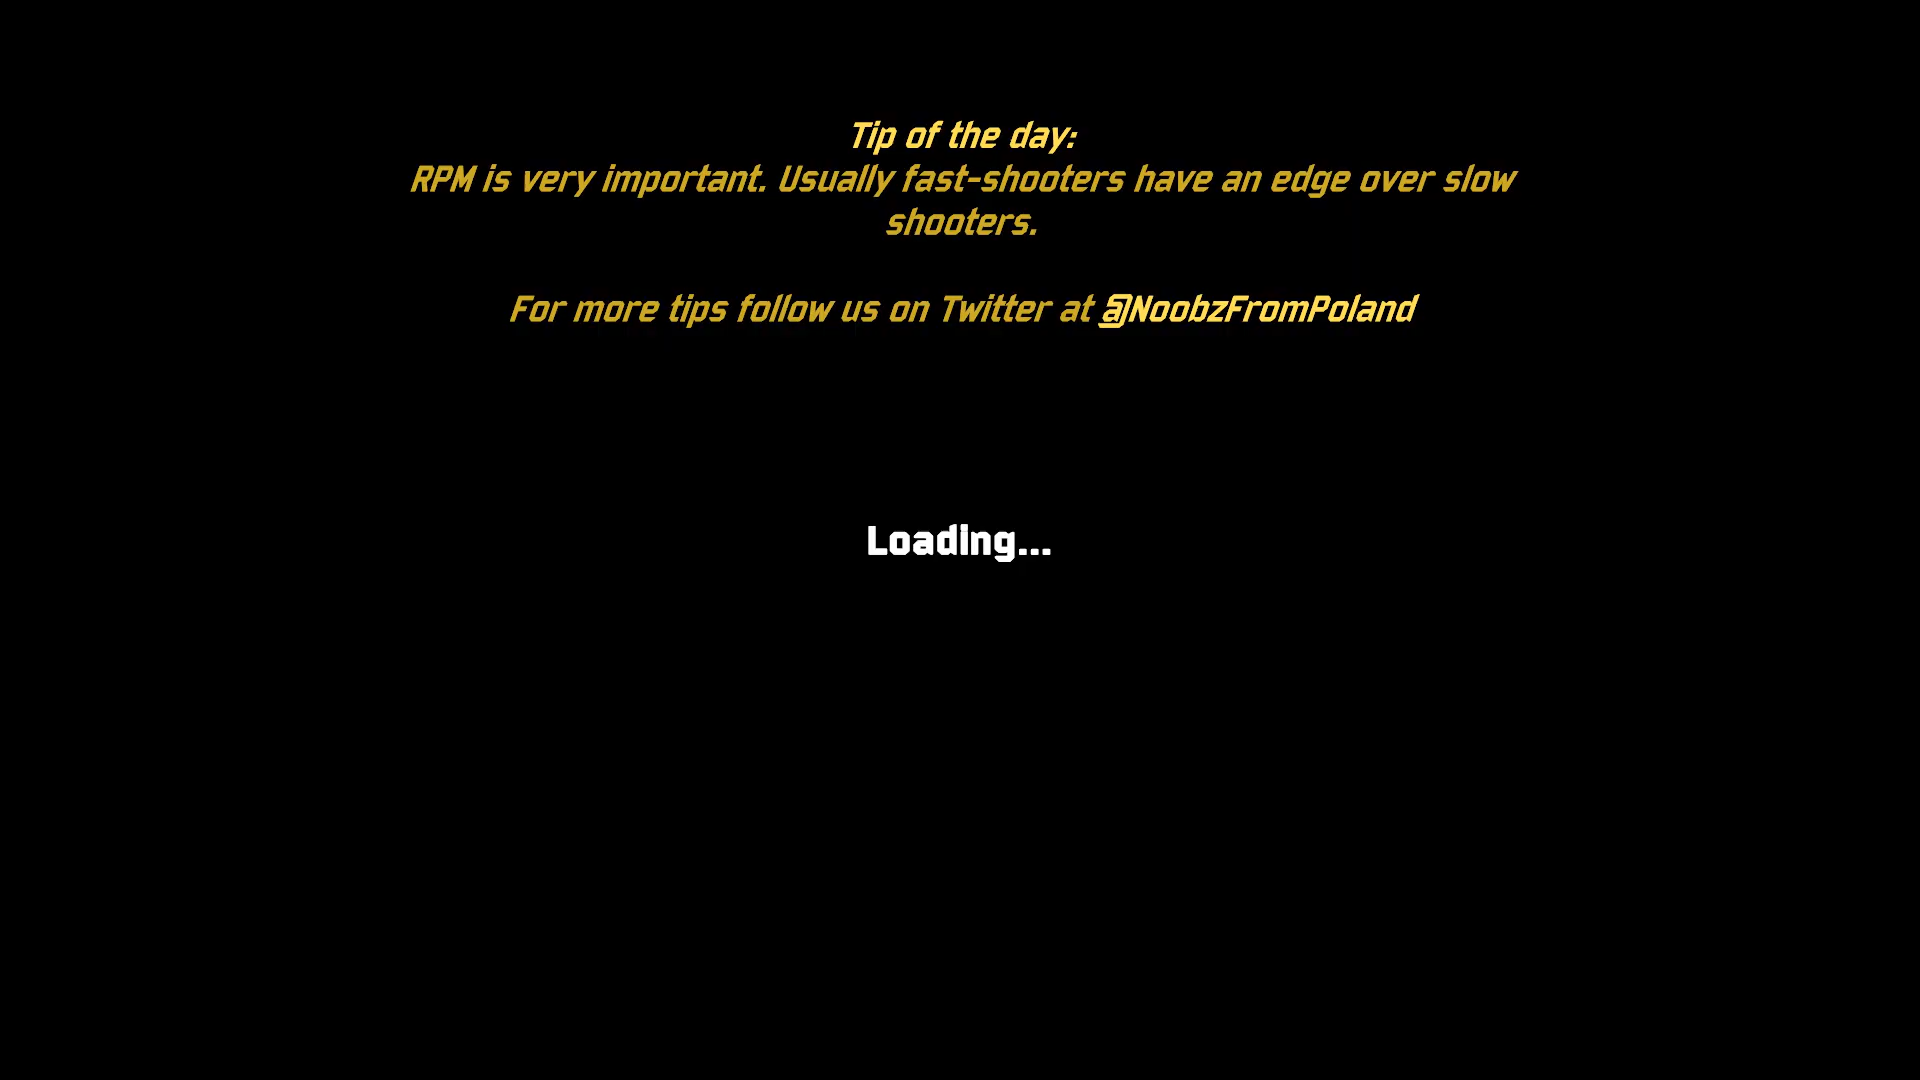 Tip of the day:
RPM is very important. Usually fast-shooters have an edge over slow
shooters.
For more tips follow us on Twitter at @NoobzFromPoland
Loading...